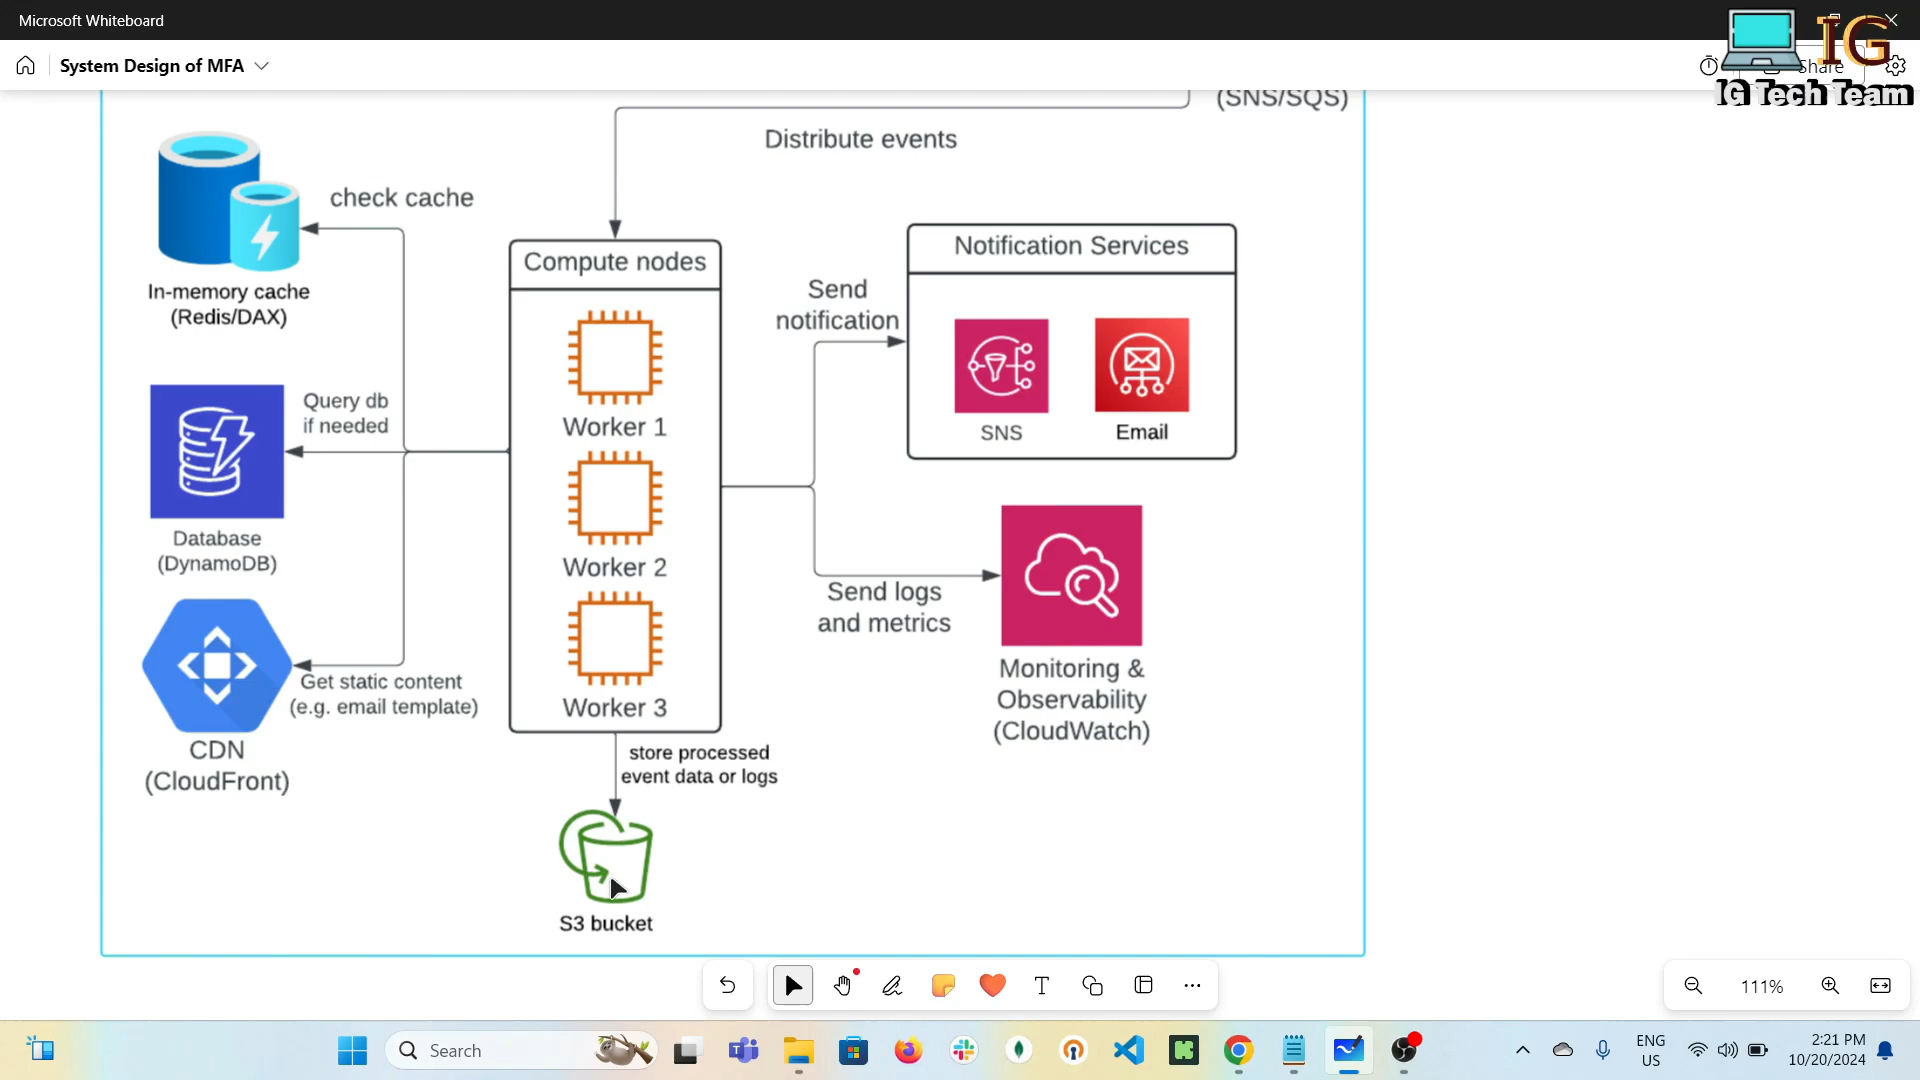 Microsoft Whiteboard
IG
System Design of MFA
Share
IG Tech Team
(SNS/SQS)
Distribute events
check cache
In-memory cache
(Redis/DAX)
Compute nodes
Worker 1
Worker 2
Worker 3
Send
notification
Notification Services
SNS
Email
Query db
if needed
Database
(DynamoDB)
Send logs
and metrics
Monitoring &
Observability
(CloudWatch)
Get static content
(e.g. email template)
CDN
(CloudFront)
store processed
event data or logs
S3 bucket
111%
Search
ENG
US
2:21 PM
10/20/2024